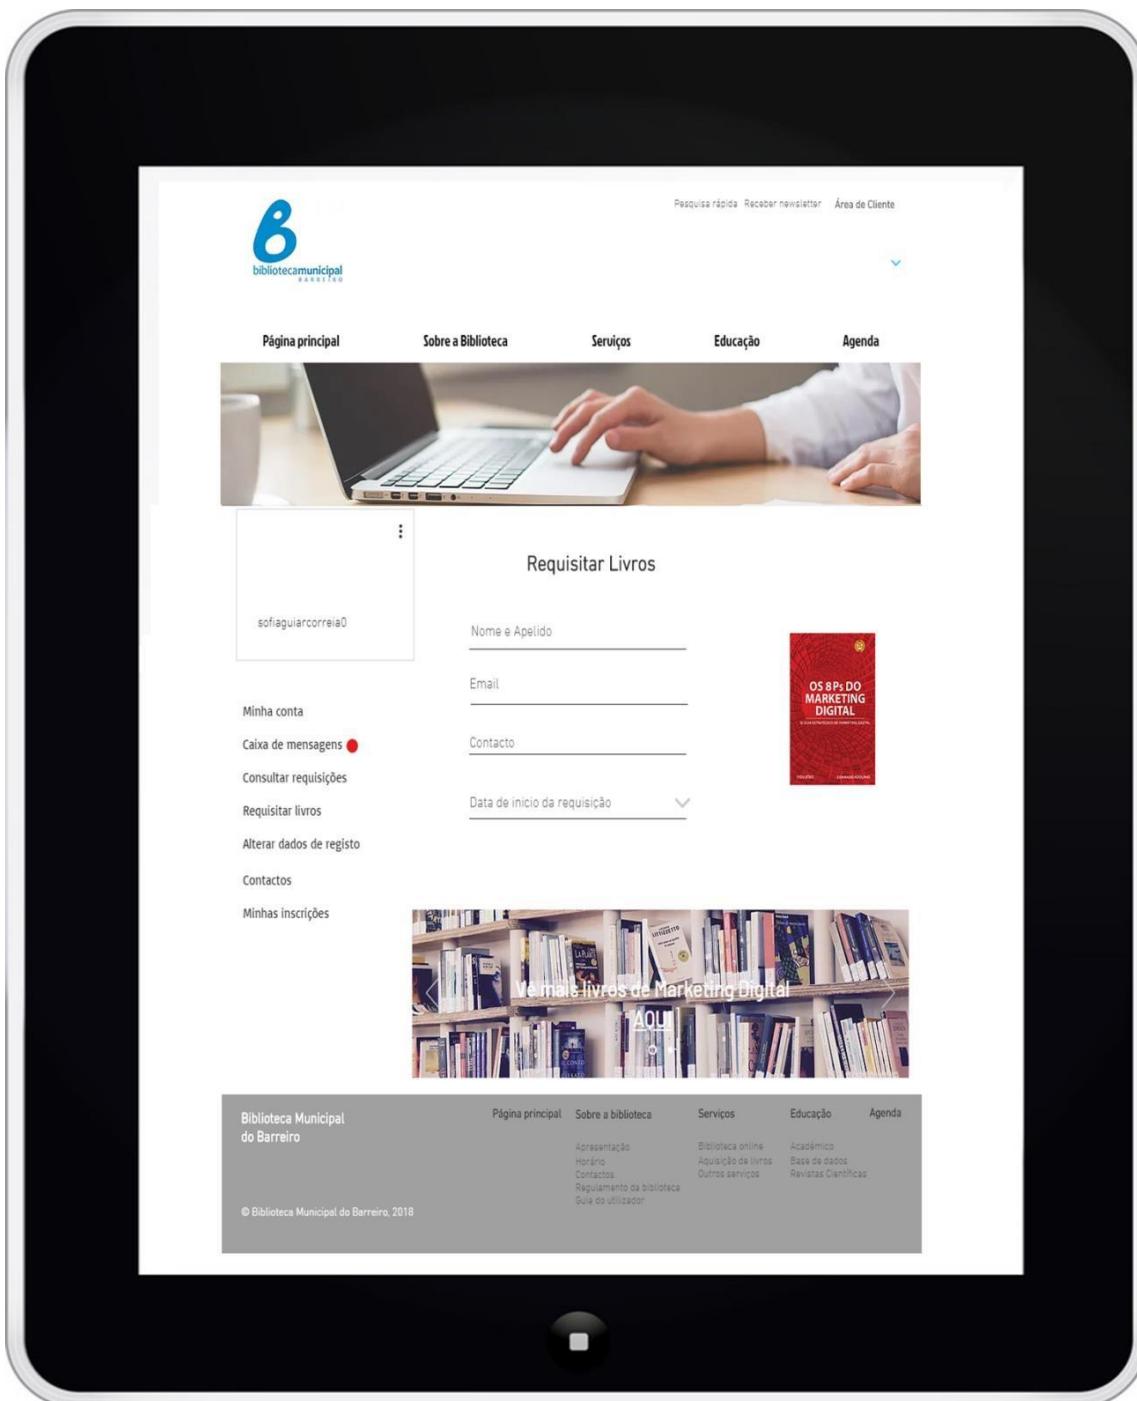 Pesquisa rápida Receber newsletter Área de Cliente
bibliotecamunicipal
BARREIRO
Página principal Sobre a Biblioteca Serviços Educação Agenda
sofiaguiarcorreia0
Minha conta
Caixa de mensagens
Consultar requisições
Requisitar livros
Alterar dados de registo
Contactos
Minhas inscrições
Requisitar Livros
Nome e Apelido
Email
Contacto
Data de inicio da requisição
OS 8 Ps DO
MARKETING
DIGITAL
Vê mais livros de Marketing Digital
AQUI
Biblioteca Municipal
do Barreiro
© Biblioteca Municipal do Barreiro, 2018
Página principal
Sobre a biblioteca
Apresentação
Horário
Contactos
Regulamento da biblioteca
Guia do utilizador
Serviços
Biblioteca online
Aquisição de livros
Outros serviços
Educação
Académico
Base de dados
Revistas Científicas
Agenda